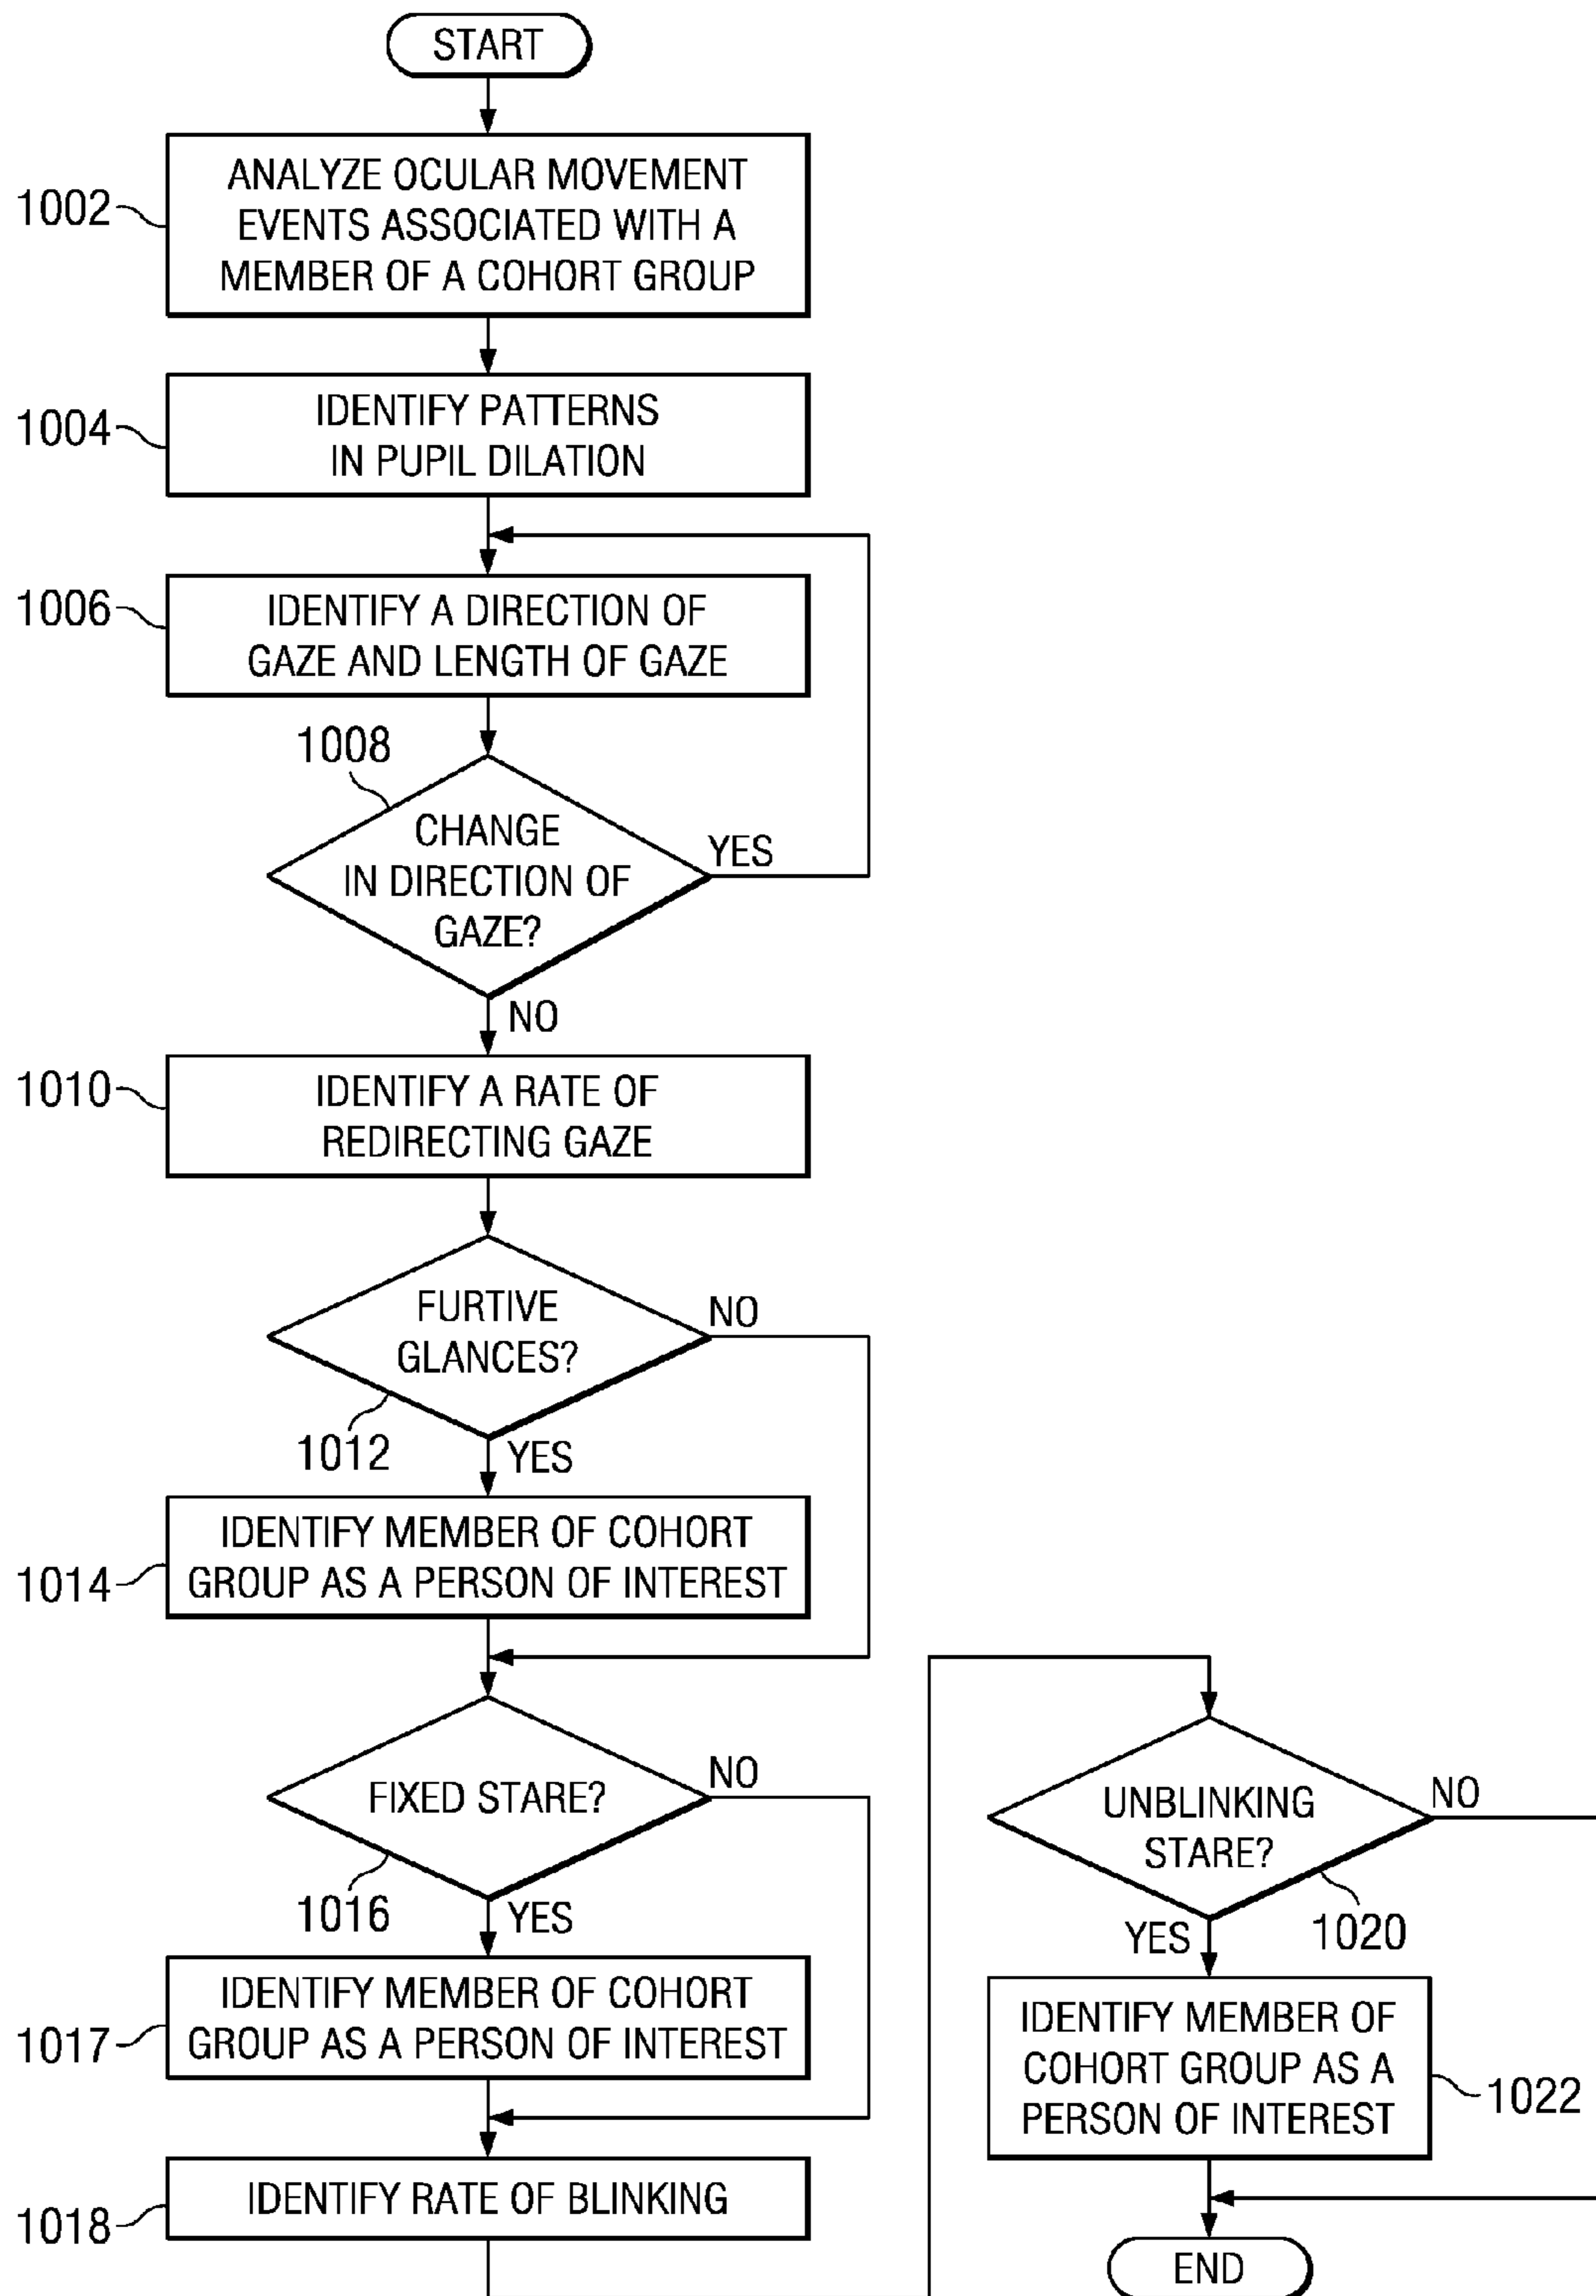 START
1002
ANALYZE OCULAR MOVEMENT
EVENTS ASSOCIATED WITH A
MEMBER OF A COHORT GROUP
1004
IDENTIFY PATTERNS
IN PUPIL DILATION
1006
IDENTIFY A DIRECTION OF
GAZE AND LENGTH OF GAZE
1008
CHANGE
IN DIRECTION OF
GAZE?
YES
NO
1010
IDENTIFY A RATE OF
REDIRECTING GAZE
FURTIVE
GLANCES?
NO
1012
YES
1014
IDENTIFY MEMBER OF COHORT
GROUP AS A PERSON OF INTEREST
FIXED STARE?
NO
1016
YES
1017
IDENTIFY MEMBER OF COHORT
GROUP AS A PERSON OF INTEREST
1018
IDENTIFY RATE OF BLINKING
UNBLINKING
STARE?
NO
1020
YES
IDENTIFY MEMBER OF
COHORT GROUP AS A
PERSON OF INTEREST
1022
END